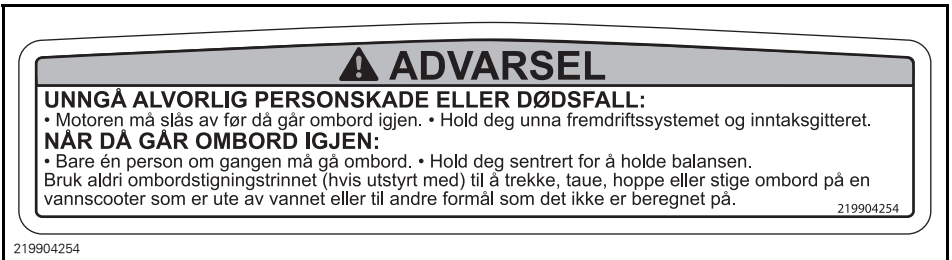 ADVARSEL
UNNGÅ ALVORLIG PERSONSKADE ELLER DØDSFALL:
• Motoren må slås av før då går ombord igjen. • Hold deg unna fremdriftssystemet og inntaksgitteret.
NÅR DÅ GÅR OMBORD IGJEN:
• Bare én person om gangen må gå ombord. • Hold deg sentrert for å holde balansen.
Bruk aldri ombordstigningstrinnet (hvis utstyrt med) til å trekke, taue, hoppe eller stige ombord på en
vannscooter som er ute av vannet eller til andre formål som det ikke er beregnet på.
219904254
219904254